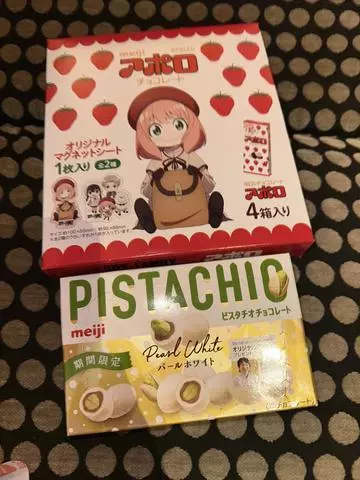 meiji
アポロ
チョコレート
オリジナル
マグネットシート
1枚入り 全2種
アポロ
4箱入り
PISTACHIO
ピスタチオチョコレート
meiji
期間限定
Pearl White
パールホワイト